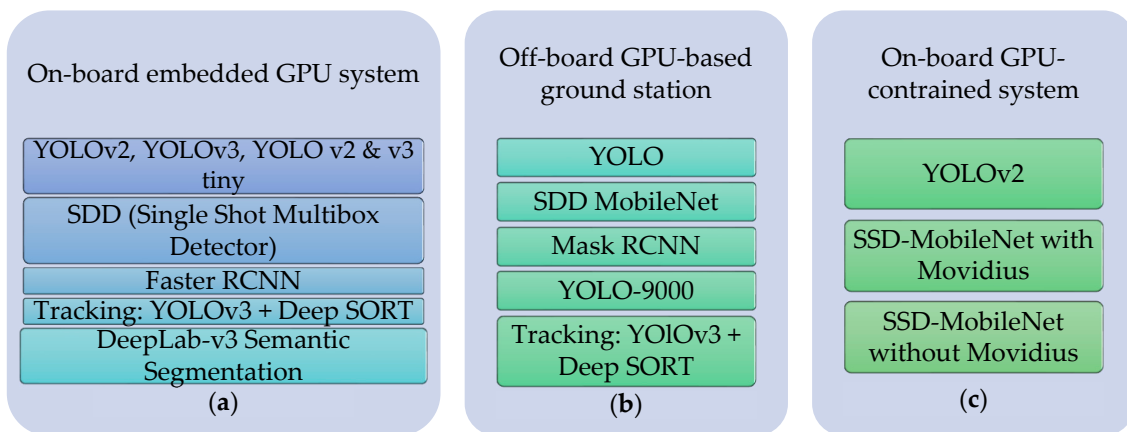 On-board embedded GPU system
YOLOv2, YOLOv3, YOLO v2 & v3
tiny
SDD (Single Shot Multibox
Detector)
Faster RCNN
Tracking: YOLOv3 + Deep SORT
DeepLab-v3 Semantic
Segmentation
(a)
Off-board GPU-based
ground station
YOLO
SDD MobileNet
Mask RCNN
YOLO-9000
Tracking: YOlOv3 +
Deep SORT
(b)
On-board GPU-
contrained system
YOLOv2
SSD-MobileNet with
Movidius
SSD-MobileNet
without Movidius
(c)